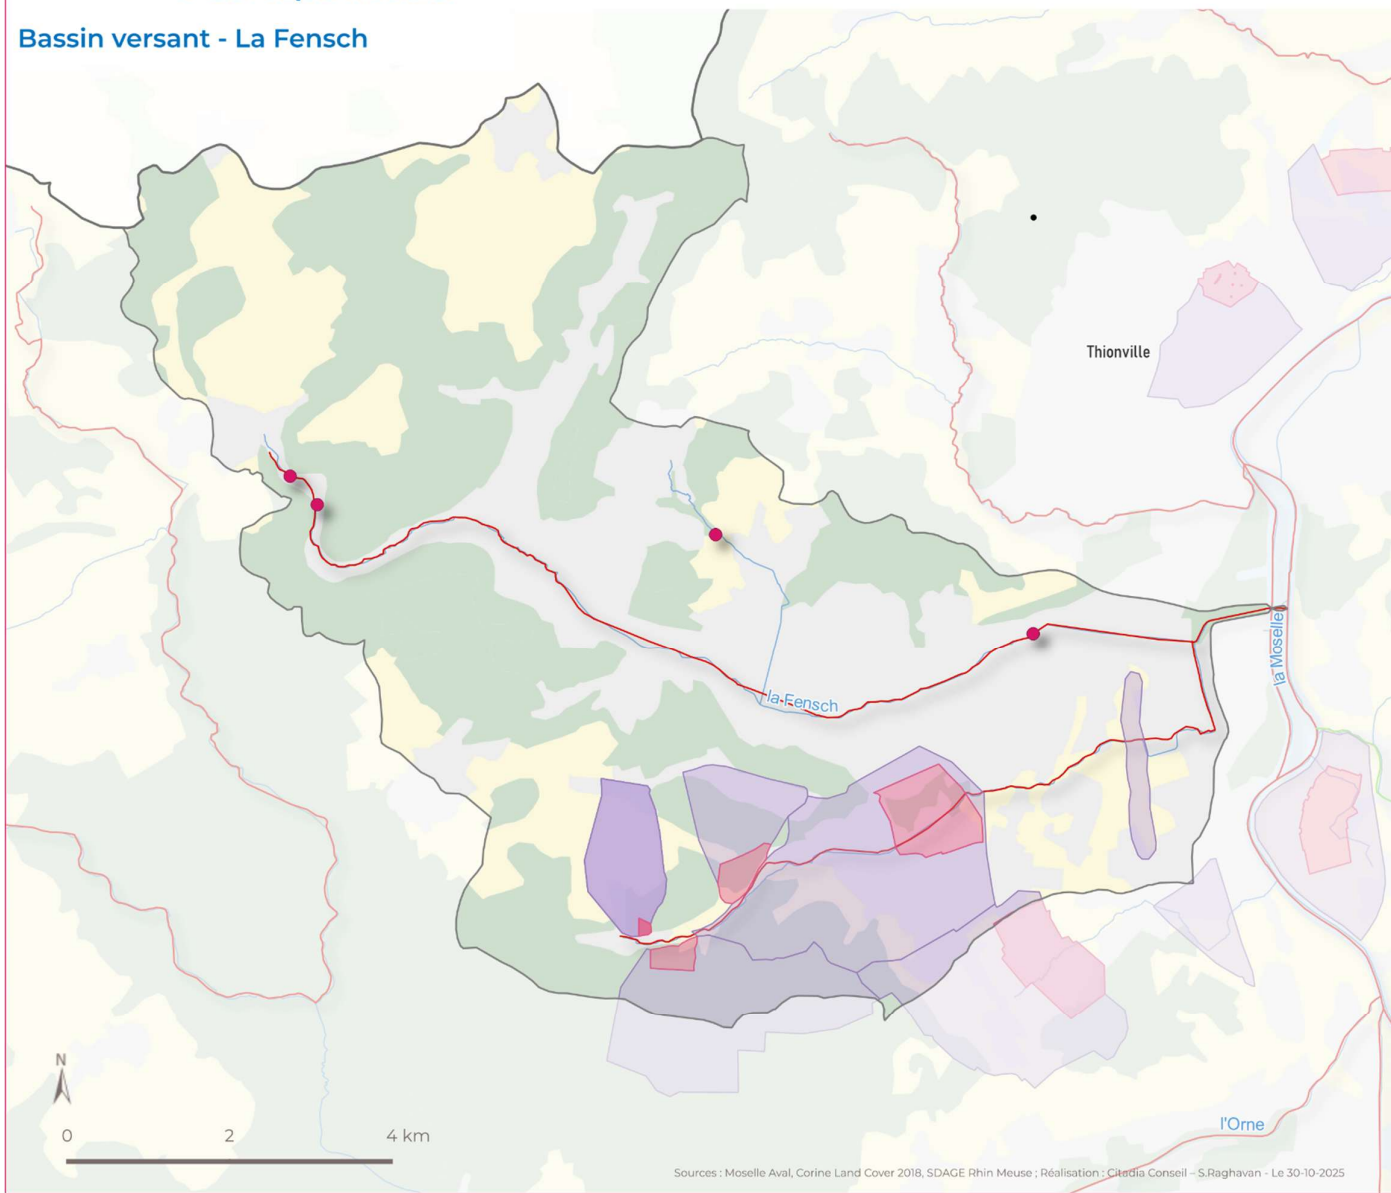 Bassin versant - La Fensch
Thionville
la Moselle
la Fensch
N
0 2 4 km
l'Orne
Sources : Moselle Aval, Corine Land Cover 2018, SDAGE Rhin Meuse ; Réalisation : Citadia Conseil – S.Raghavan - Le 30-10-2025